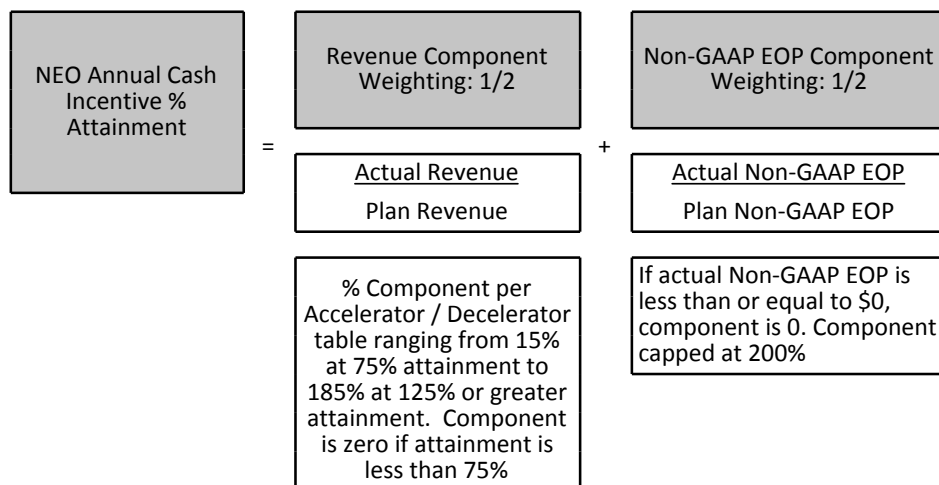 NEO Annual Cash
Incentive %
Attainment
=
Revenue Component
Weighting: 1/2
Actual Revenue
Plan Revenue
% Component per
Accelerator / Decelerator
table ranging from 15%
at 75% attainment to
185% at 125% or greater
attainment.  Component
is zero if attainment is
less than 75%
+
Non-GAAP EOP Component
Weighting: 1/2
Actual Non-GAAP EOP
Plan Non-GAAP EOP
If actual Non-GAAP EOP is
less than or equal to $0,
component is 0. Component
capped at 200%